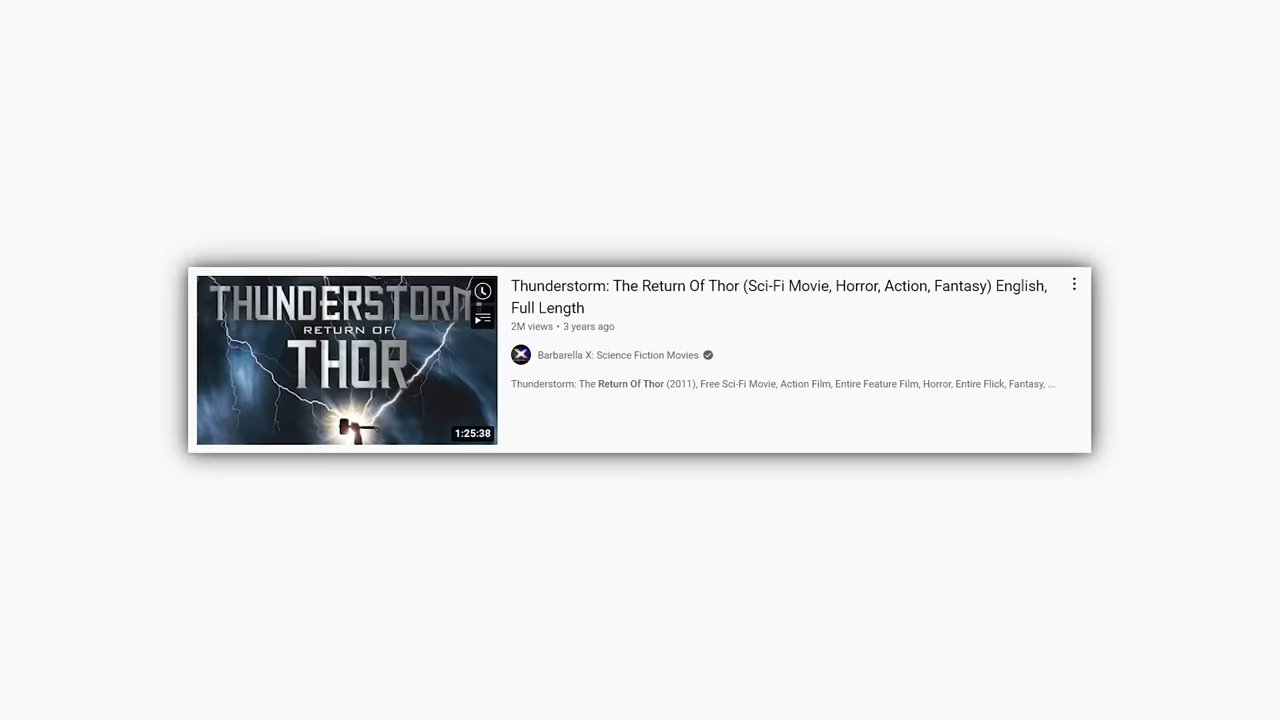 THUNDERSTORM:
RETURN OF
THOR
1:25:38
Thunderstorm: The Return Of Thor (Sci-Fi Movie, Horror, Action, Fantasy) English,
Full Length
2M views • 3 years ago
Barbarella X: Science Fiction Movies
Thunderstorm: The Return Of Thor (2011), Free Sci-Fi Movie, Action Film, Entire Feature Film, Horror, Entire Flick, Fantasy, ...